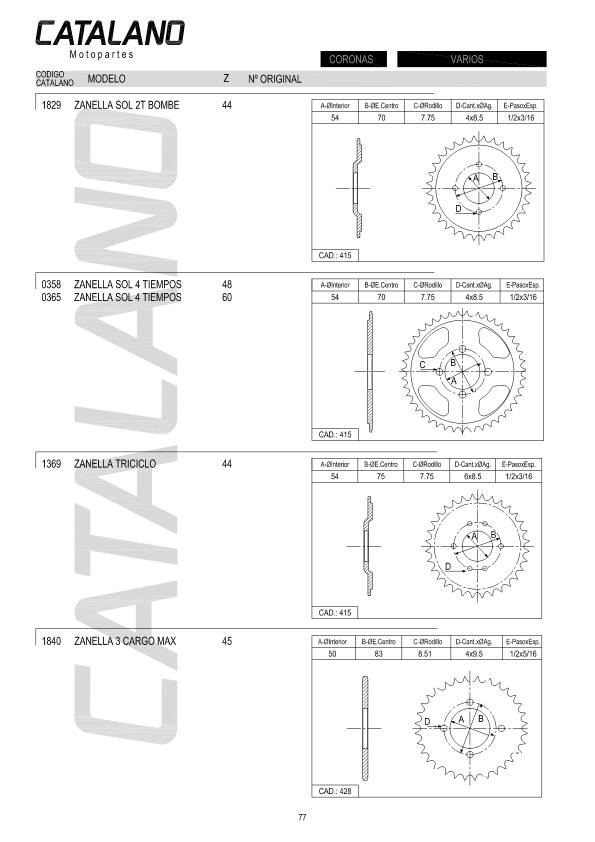 CATALANO
Motopartes
CORONAS VARIOS
CODIGO CATALANO MODELO Z Nº ORIGINAL
1829 ZANELLA SOL 2T BOMBE 44
A-ØInterior B-ØE.Centro C-ØRodillo D-Cant.xØAg. E-PasoxEsp.
54 70 7.75 4x8.5 1/2x3/16
A B
D
CAD.: 415
0358 ZANELLA SOL 4 TIEMPOS 48
0365 ZANELLA SOL 4 TIEMPOS 60
A-ØInterior B-ØE.Centro C-ØRodillo D-Cant.xØAg. E-PasoxEsp.
54 70 7.75 4x8.5 1/2x3/16
B
C
A
CAD.: 415
1369 ZANELLA TRICICLO 44
A-ØInterior B-ØE.Centro C-ØRodillo D-Cant.xØAg. E-PasoxEsp.
54 75 7.75 6x8.5 1/2x3/16
A B
D
CAD.: 415
1840 ZANELLA 3 CARGO MAX 45
A-ØInterior B-ØE.Centro C-ØRodillo D-Cant.xØAg. E-PasoxEsp.
50 83 8.51 4x9.5 1/2x5/16
D A B
CAD.: 428
CATALANO
77